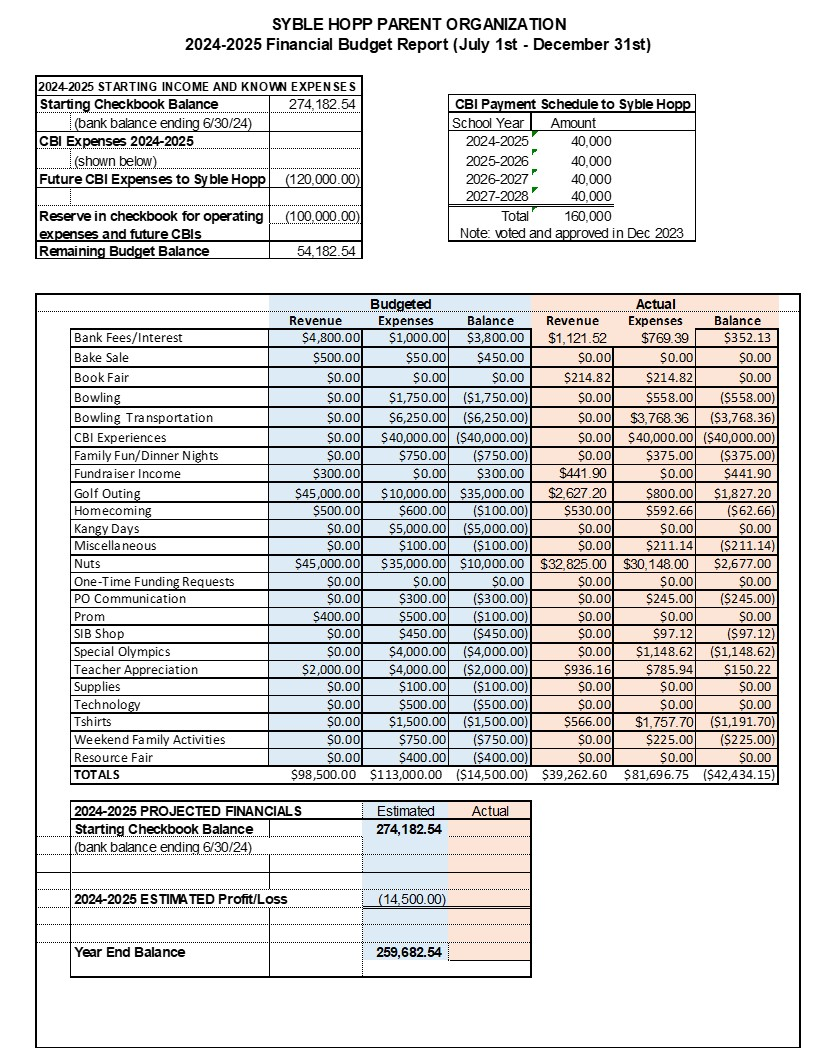 SYBLE HOPP PARENT ORGANIZATION
2024-2025 Financial Budget Report (July 1st - December 31st)
2024-2025 STARTING INCOME AND KNOWN EXPENSES
Starting Checkbook Balance 274,182.54
(bank balance ending 6/30/24)
CBI Expenses 2024-2025
(shown below)
Future CBI Expenses to Syble Hopp (120,000.00)
Reserve in checkbook for operating (100,000.00)
expenses and future CBIs
Remaining Budget Balance 54,182.54
CBI Payment Schedule to Syble Hopp
School Year Amount
2024-2025 40,000
2025-2026 40,000
2026-2027 40,000
2027-2028 40,000
Total 160,000
Note: voted and approved in Dec 2023
Budgeted Actual
Revenue Expenses Balance Revenue Expenses Balance
Bank Fees/Interest $4,800.00 $1,000.00 $3,800.00 $1,121.52 $769.39 $352.13
Bake Sale $500.00 $50.00 $450.00 $0.00 $0.00 $0.00
Book Fair $0.00 $0.00 $0.00 $214.82 $214.82 $0.00
Bowling $0.00 $1,750.00 ($1,750.00) $0.00 $558.00 ($558.00)
Bowling Transportation $0.00 $6,250.00 ($6,250.00) $0.00 $3,768.36 ($3,768.36)
CBI Experiences $0.00 $40,000.00 ($40,000.00) $0.00 $40,000.00 ($40,000.00)
Family Fun/Dinner Nights $0.00 $750.00 ($750.00) $0.00 $375.00 ($375.00)
Fundraiser Income $300.00 $0.00 $300.00 $441.90 $0.00 $441.90
Golf Outing $45,000.00 $10,000.00 $35,000.00 $2,627.20 $800.00 $1,827.20
Homecoming $500.00 $600.00 ($100.00) $530.00 $592.66 ($62.66)
Kangy Days $0.00 $5,000.00 ($5,000.00) $0.00 $0.00 $0.00
Miscellaneous $0.00 $100.00 ($100.00) $0.00 $211.14 ($211.14)
Nuts $45,000.00 $35,000.00 $10,000.00 $32,825.00 $30,148.00 $2,677.00
One-Time Funding Requests $0.00 $0.00 $0.00 $0.00 $0.00 $0.00
PO Communication $0.00 $300.00 ($300.00) $0.00 $245.00 ($245.00)
Prom $400.00 $500.00 ($100.00) $0.00 $0.00 $0.00
SIB Shop $0.00 $450.00 ($450.00) $0.00 $97.12 ($97.12)
Special Olympics $0.00 $4,000.00 ($4,000.00) $0.00 $1,148.62 ($1,148.62)
Teacher Appreciation $2,000.00 $4,000.00 ($2,000.00) $936.16 $785.94 $150.22
Supplies $0.00 $100.00 ($100.00) $0.00 $0.00 $0.00
Technology $0.00 $500.00 ($500.00) $0.00 $0.00 $0.00
Tshirts $0.00 $1,500.00 ($1,500.00) $566.00 $1,757.70 ($1,191.70)
Weekend Family Activities $0.00 $750.00 ($750.00) $0.00 $225.00 ($225.00)
Resource Fair $0.00 $400.00 ($400.00) $0.00 $0.00 $0.00
TOTALS $98,500.00 $113,000.00 ($14,500.00) $39,262.60 $81,696.75 ($42,434.15)
2024-2025 PROJECTED FINANCIALS Estimated Actual
Starting Checkbook Balance 274,182.54
(bank balance ending 6/30/24)
2024-2025 ESTIMATED Profit/Loss (14,500.00)
Year End Balance 259,682.54